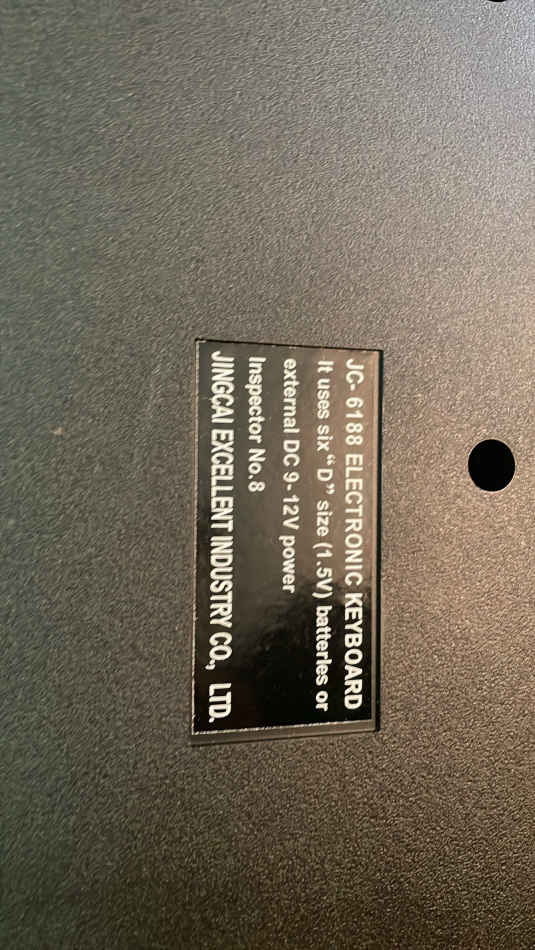 JC- 6188 ELECTRONIC KEYBOARD
It uses six “D” size (1.5V) batterles or
external DC 9- 12V power
Inspector No.8
JINGCAI EXCELLENT INDUSTRY CO., LTD.